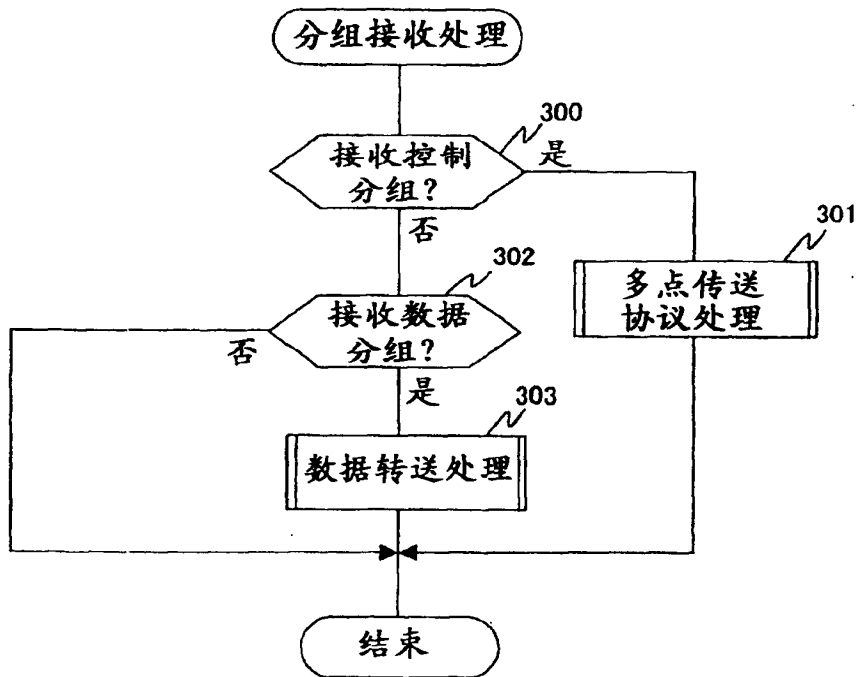 分组接收处理
300
接收控制
分组?
是
否
301
多点传送
协议处理
302
接收数据
分组?
否
是
303
数据转送处理
结束